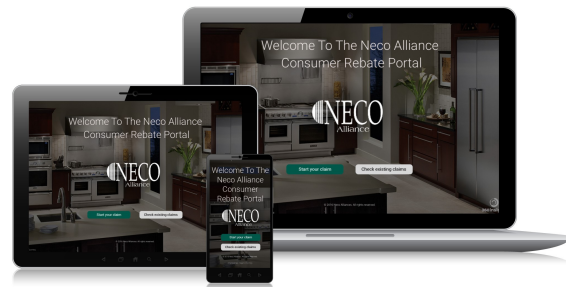 Welcome To The Neco Alliance
Consumer Rebate Portal
NECO
Alliance
Start your claim
Check existing claims
Welcome To The Neco Alliance
Consumer Rebate Portal
NECO
Alliance
Start your claim
Check existing claims
Welcome To The
Neco Alliance
Consumer
Rebate Portal
NECO
Alliance
Start your claim
Check existing claims